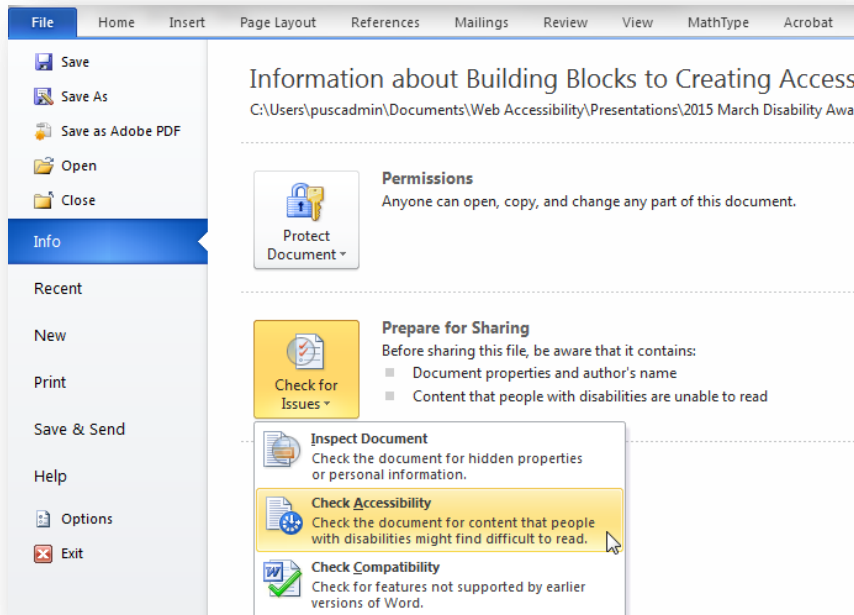 File Home Insert Page Layout References Mailings Review View MathType Acrobat
Save
Save As
Save as Adobe PDF
Open
Close
Info
Recent
New
Print
Save & Send
Help
Options
Exit
Information about Building Blocks to Creating Access
C:\Users\puscadmin\Documents\Web Accessibility\Presentations\2015 March Disability Awa
Protect
Document
Permissions
Anyone can open, copy, and change any part of this document.
Check for
Issues
Prepare for Sharing
Before sharing this file, be aware that it contains:
Document properties and author's name
Content that people with disabilities are unable to read
Inspect Document
Check the document for hidden properties
or personal information.
Check Accessibility
Check the document for content that people
with disabilities might find difficult to read.
Check Compatibility
Check for features not supported by earlier
versions of Word.